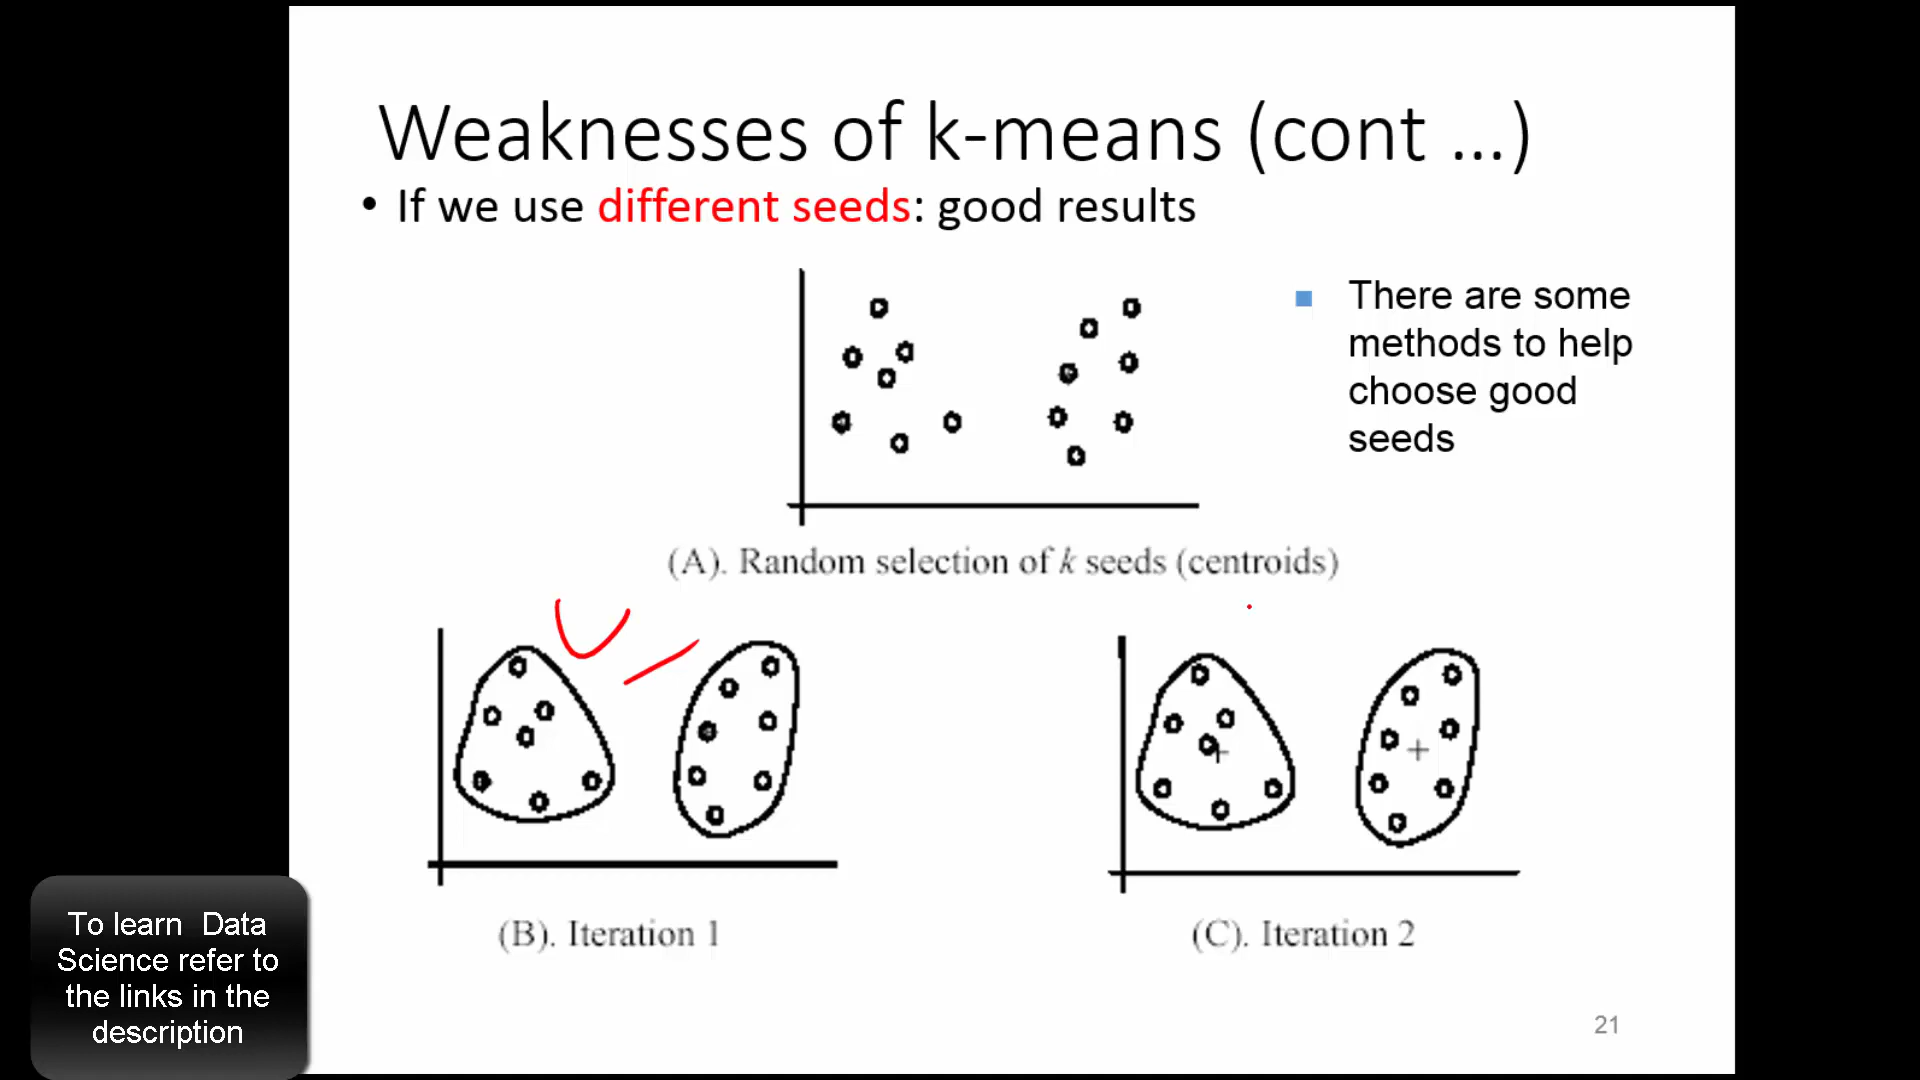 Weaknesses of k-means (cont ...)
• If we use different seeds: good results
There are some
methods to help
choose good
seeds
(A). Random selection of k seeds (centroids)
(B). Iteration 1
(C). Iteration 2
To learn Data
Science refer to
the links in the
description
21